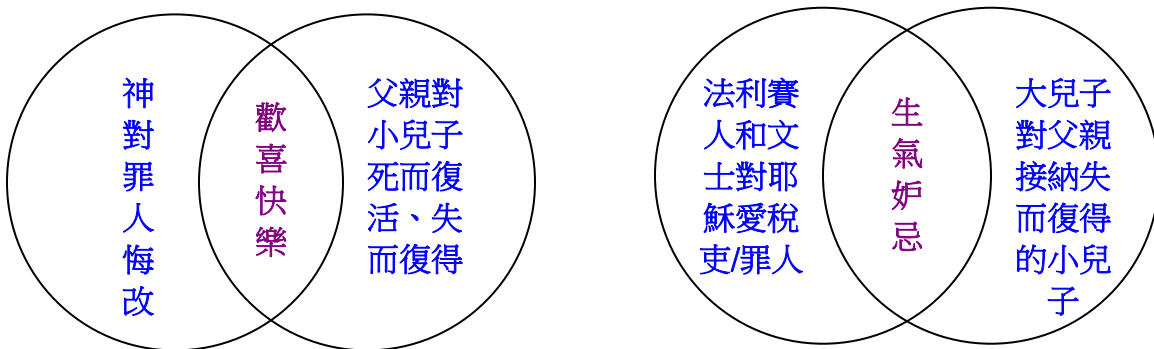 神
對
罪
人
悔
改
歡
喜
快
樂
父親對
小兒子
死而復
活、失
而復得
法利賽
人和文
士對耶
穌愛稅
吏/罪人
生
氣
妒
忌
大兒子
對父親
接納失
而復得
的小兒
子